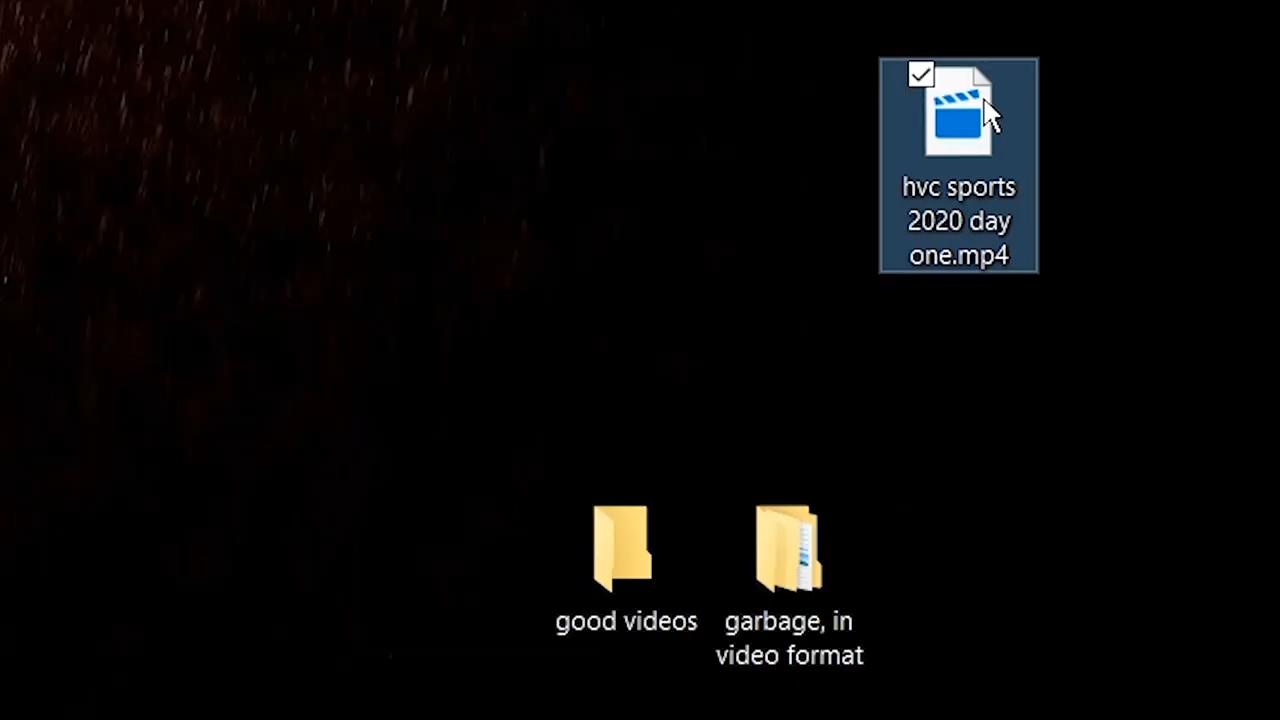 hvc sports
2020 day
one.mp4
good videos
garbage, in
video format